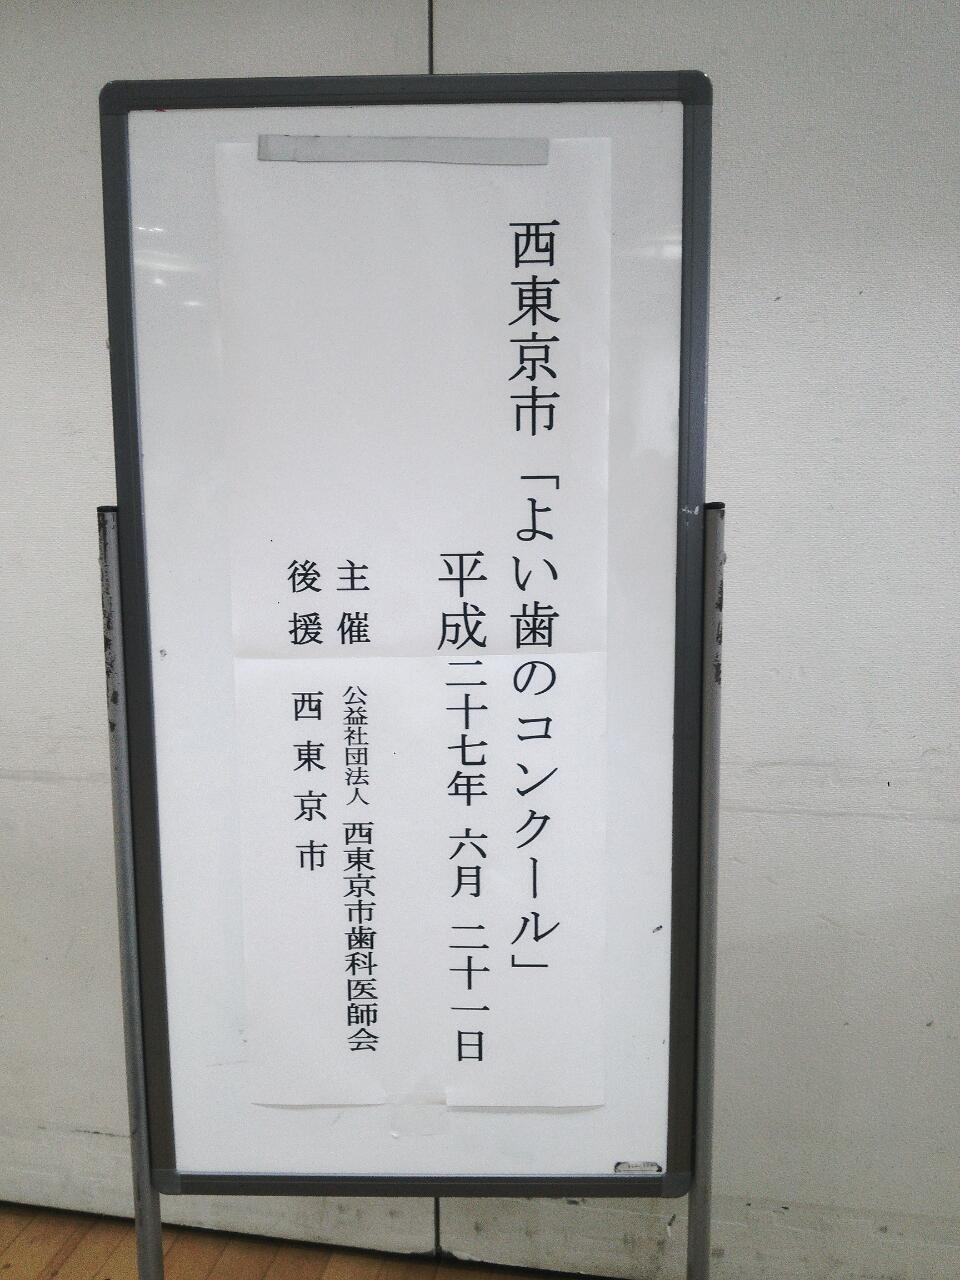 西東京市「よい歯のコンクール」
平成二十七年 六月 二十一日
主催 公益社団法人 西東京市歯科医師会
後援 西東京市